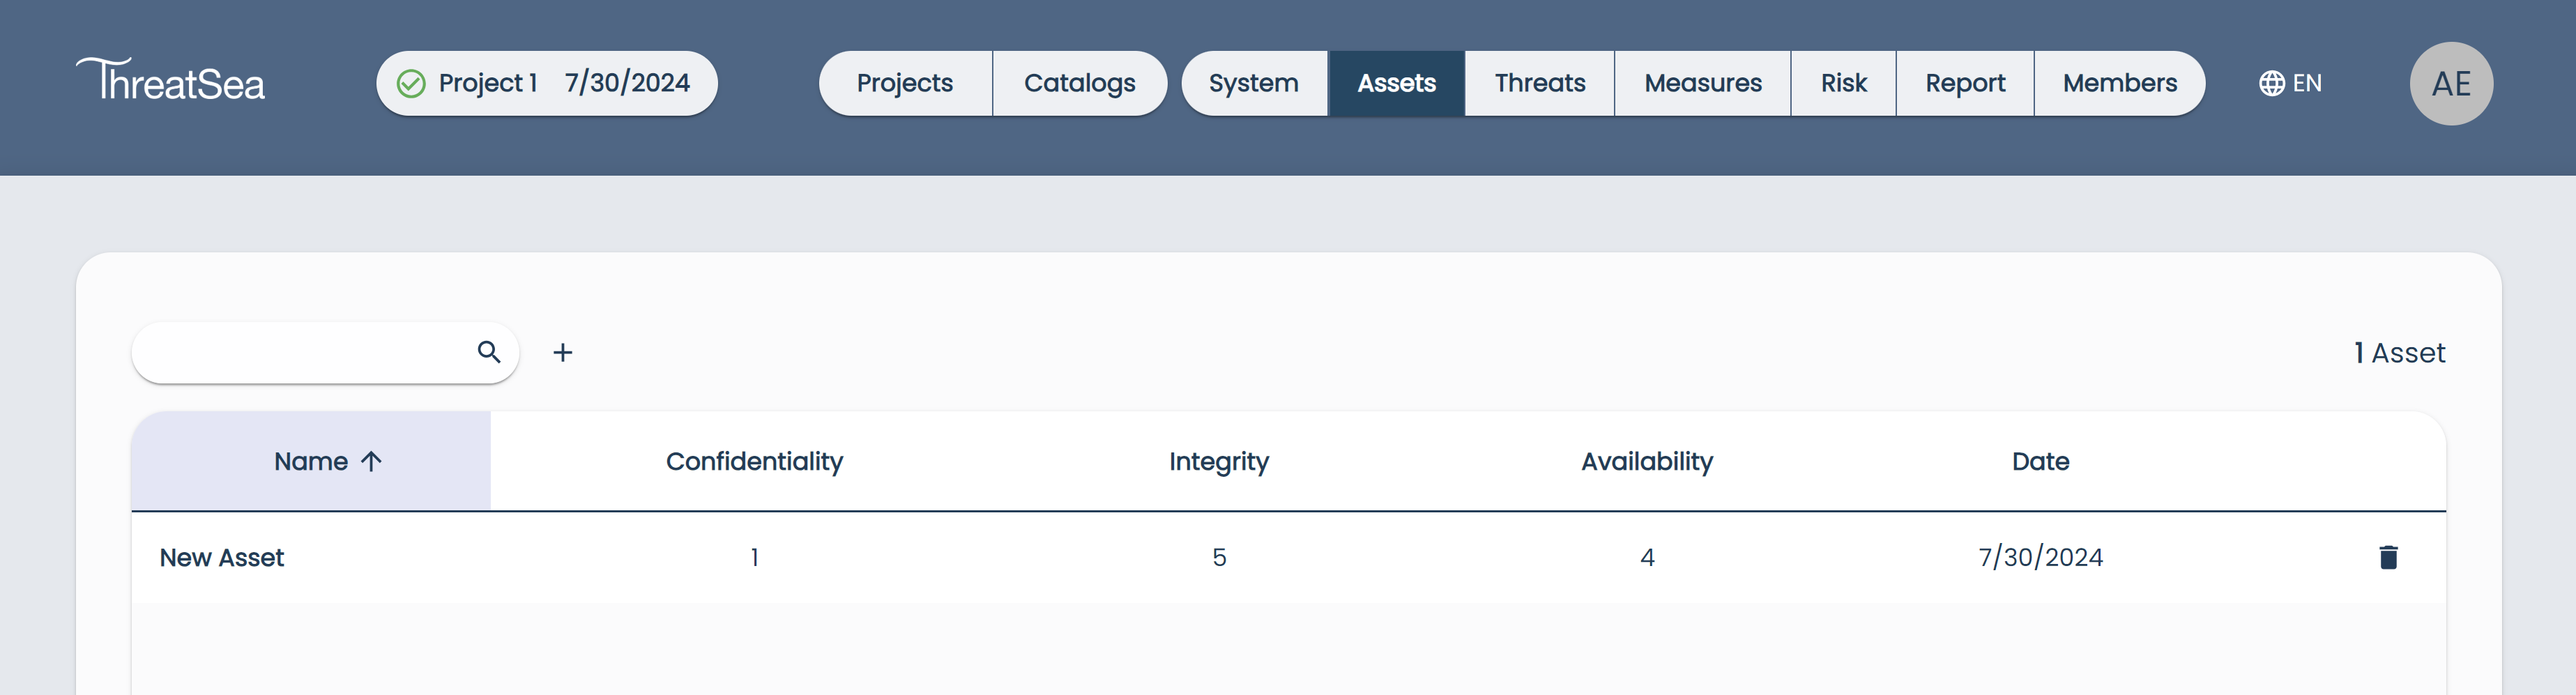 ThreatSea
Project 1 7/30/2024
Projects Catalogs
System Assets Threats Measures Risk Report Members
EN
AE
1 Asset
Name Confidentiality Integrity Availability Date
New Asset 1 5 4 7/30/2024